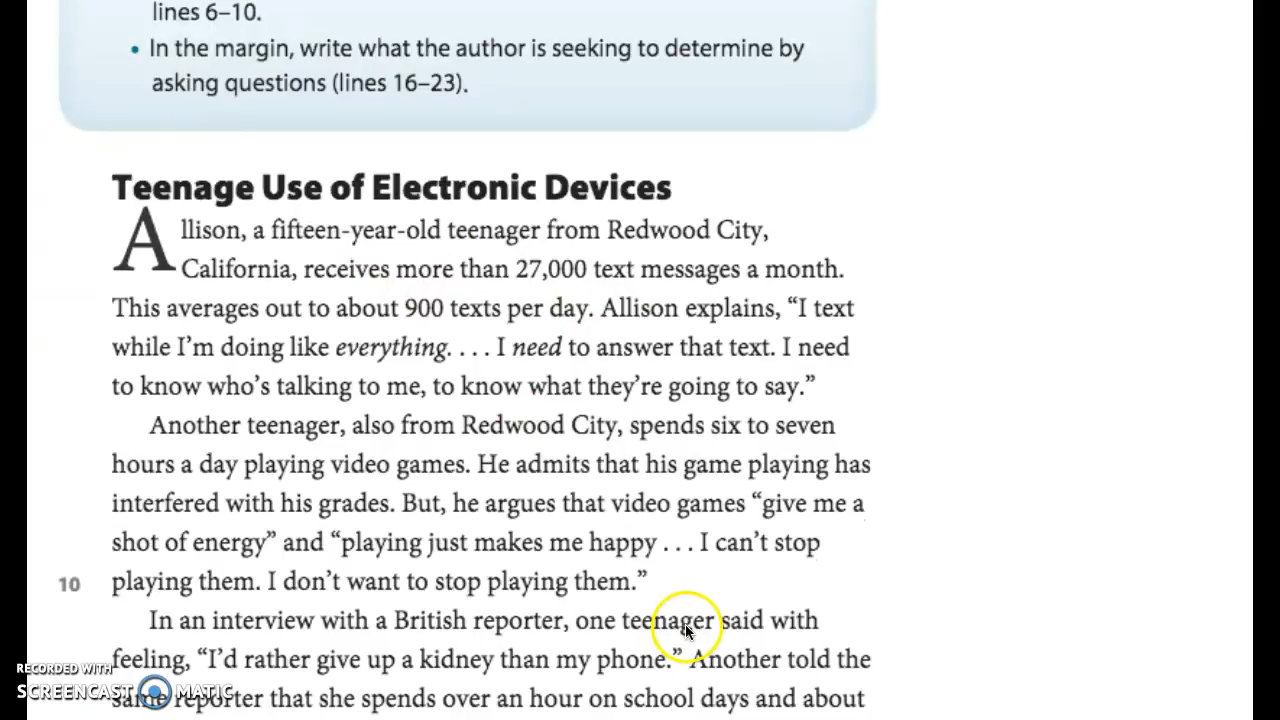 lines 6–10.
• In the margin, write what the author is seeking to determine by
asking questions (lines 16–23).
Teenage Use of Electronic Devices
Allison, a fifteen-year-old teenager from Redwood City,
California, receives more than 27,000 text messages a month.
This averages out to about 900 texts per day. Allison explains, “I text
while I’m doing like everything. . . . I need to answer that text. I need
to know who’s talking to me, to know what they’re going to say.”
Another teenager, also from Redwood City, spends six to seven
hours a day playing video games. He admits that his game playing has
interfered with his grades. But, he argues that video games “give me a
shot of energy” and “playing just makes me happy . . . I can’t stop
10 playing them. I don’t want to stop playing them.”
In an interview with a British reporter, one teenager said with
feeling, “I’d rather give up a kidney than my phone.” Another told the
same reporter that she spends over an hour on school days and about
RECORDED WITH
SCREENCAST MATIC